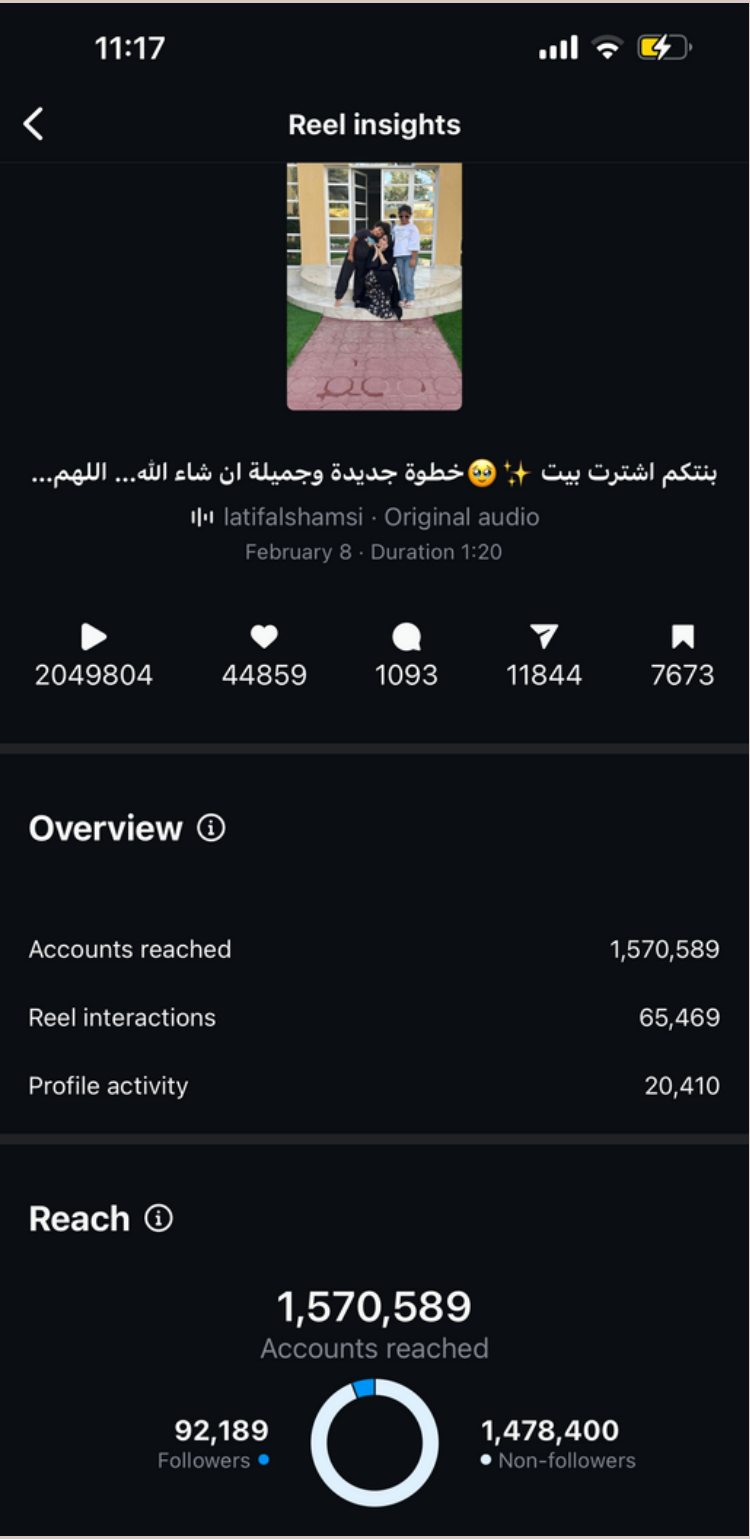 11:17
Reel insights
بنتكم اشترت بيت ✨🥹خطوة جديدة وجميلة ان شاء الله... اللهم...
latifalshamsi · Original audio
February 8 · Duration 1:20
2049804 44859 1093 11844 7673
Overview
Accounts reached 1,570,589
Reel interactions 65,469
Profile activity 20,410
Reach
1,570,589
Accounts reached
92,189 1,478,400
Followers Non-followers